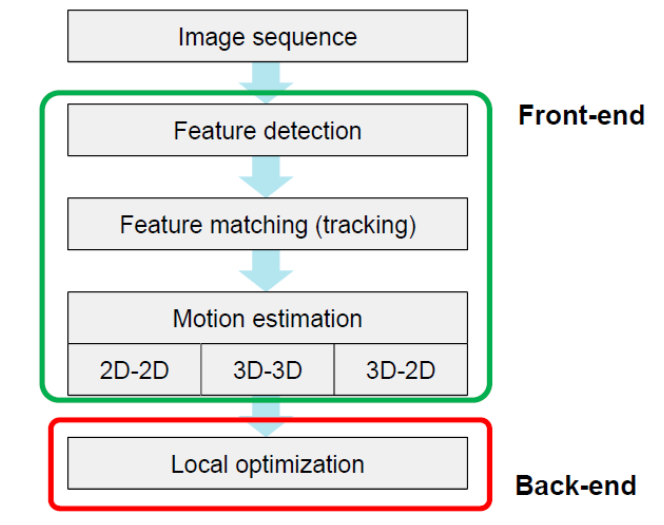 Image sequence
Feature detection
Front-end
Feature matching (tracking)
Motion estimation
2D-2D
3D-3D
3D-2D
Local optimization
Back-end